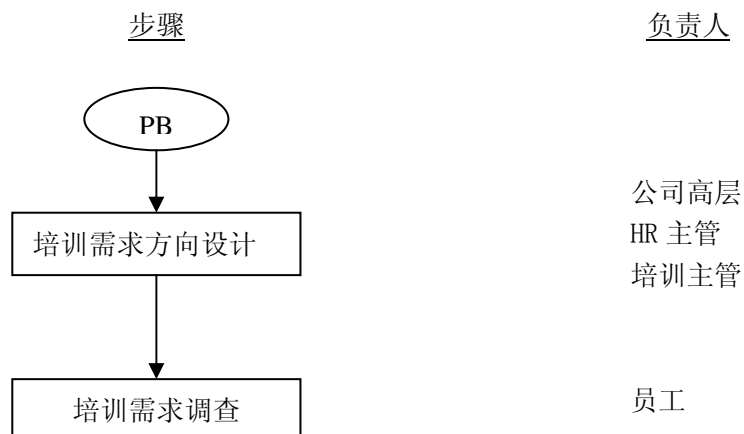 步骤
负责人
PB
公司高层
HR 主管
培训主管
培训需求方向设计
培训需求调查
员工